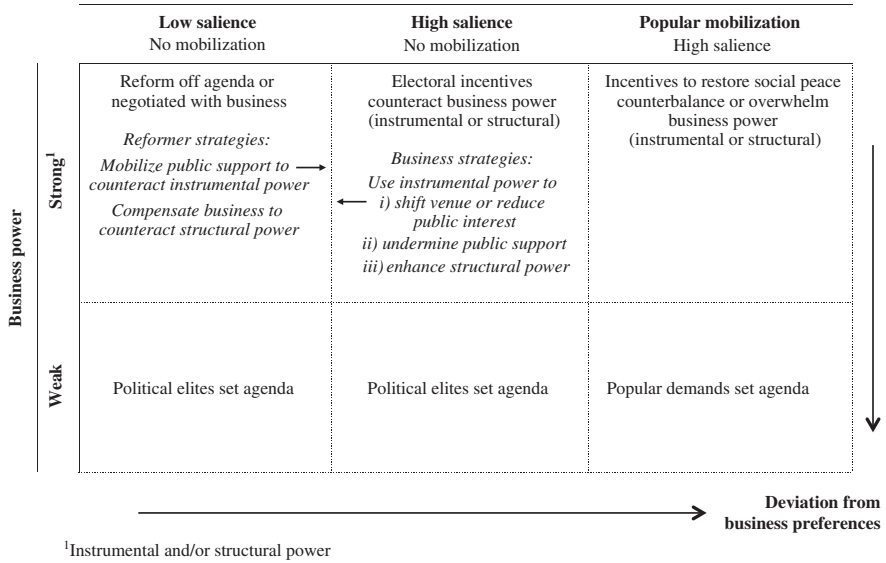 Low salience
No mobilization
High salience
No mobilization
Popular mobilization
High salience
Business power
Strong1
Reform off agenda or
negotiated with business
Reformer strategies:
Mobilize public support to
counteract instrumental power
Compensate business to
counteract structural power
Electoral incentives
counteract business power
(instrumental or structural)
Business strategies:
Use instrumental power to
i) shift venue or reduce
public interest
ii) undermine public support
iii) enhance structural power
Incentives to restore social peace
counterbalance or overwhelm
business power
(instrumental or structural)
Weak
Political elites set agenda
Political elites set agenda
Popular demands set agenda
Deviation from
business preferences
1Instrumental and/or structural power